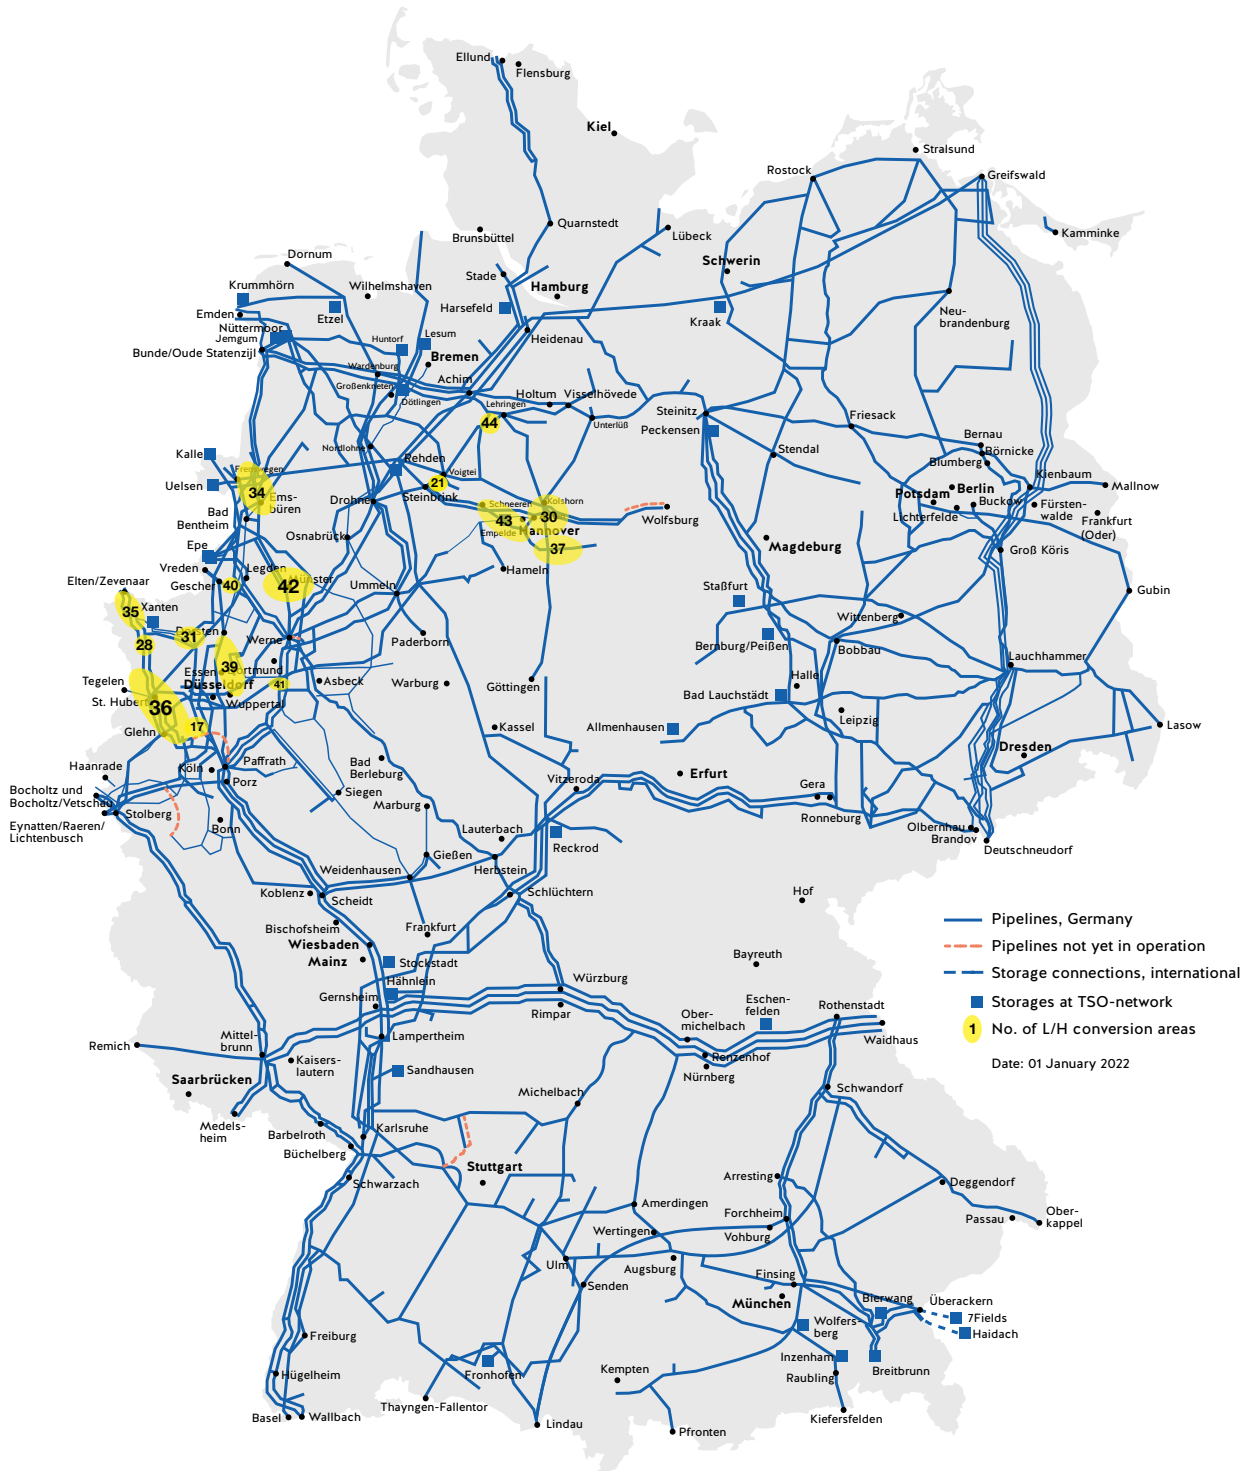 Ellund
Flensburg
Kiel
Stralsund
Rostock
Greifswald
Quarnstedt
Brunsbüttel
Lübeck
Kamminke
Dornum
Schwerin
Stade
Krummhörn
Wilhelmshaven
Hamburg
Emden
Etzel
Harsefeld
Kraak
Neu-
brandenburg
Nüttermoor
Jemgum
Huntorf
Lesum
Heidenau
Bunde/Oude Statenzijl
Bremen
Wardenburg
Achim
Großenkneten
Dötlingen
Holtum
Visselhövede
Lehringen
Unterlüß
Steinitz
Peckensen
Friesack
44
Bernau
Börnicke
Blumberg
Nordlohne
Kalle
Rehden
Voigtei
Stendal
Kienbaum
Mallnow
Frenswegen
Uelsen
34
Ems-
büren
21
Steinbrink
Drohne
Schneeren
Kolshorn
Potsdam
Berlin
Buckow
Lichterfelde
Fürsten-
walde
Frankfurt
(Oder)
Bad
Bentheim
43
30
Wolfsburg
Empelde
Hannover
Osnabrück
Epe
37
Magdeburg
Groß Köris
Vreden
Legden
Hameln
Elten/Zevenaar
Gescher
40
42
Münster
Ummeln
Staßfurt
Gubin
35
Xanten
Wittenberg
28
31
Dorsten
Werne
Paderborn
Bernburg/Peißen
Bobbau
Lauchhammer
39
Essen
Dortmund
Tegelen
Düsseldorf
41
Asbeck
Warburg
Göttingen
Halle
Bad Lauchstädt
St. Hubert
36
Wuppertal
Leipzig
Glehn
17
Kassel
Allmenhausen
Lasow
Dresden
Haanrade
Köln
Paffrath
Bad
Berleburg
Porz
Vitzeroda
Erfurt
Gera
Bocholtz und
Bocholtz/Vetschau
Siegen
Marburg
Ronneburg
Stolberg
Eynatten/Raeren/
Lichtenbusch
Bonn
Lauterbach
Reckrod
Olbernhau
Brandov
Deutschneudorf
Gießen
Weidenhausen
Herbstein
Koblenz
Scheidt
Schlüchtern
Hof
Bischofsheim
Frankfurt
Wiesbaden
Mainz
Stockstadt
Bayreuth
Hähnlein
Gernsheim
Würzburg
Rimpar
Eschen-
felden
Rothenstadt
Ober-
michelbach
Waidhaus
Remich
Mittel-
brunn
Lampertheim
Kaisers-
lautern
Renzenhof
Nürnberg
Sandhausen
Saarbrücken
Michelbach
Schwandorf
Medels-
heim
Barbelroth
Karlsruhe
Büchelberg
Stuttgart
Schwarzach
Arresting
Deggendorf
Amerdingen
Forchheim
Passau
Ober-
kappel
Wertingen
Vohburg
Ulm
Augsburg
Finsing
Senden
München
Bierwang
Überackern
7Fields
Haidach
Wolfers-
berg
Freiburg
Fronhofen
Kempten
Inzenham
Raubling
Breitbrunn
Hügelheim
Thayngen-Fallentor
Basel
Wallbach
Lindau
Pfronten
Kiefersfelden
Pipelines, Germany
Pipelines not yet in operation
Storage connections, international
Storages at TSO-network
1 No. of L/H conversion areas
Date: 01 January 2022